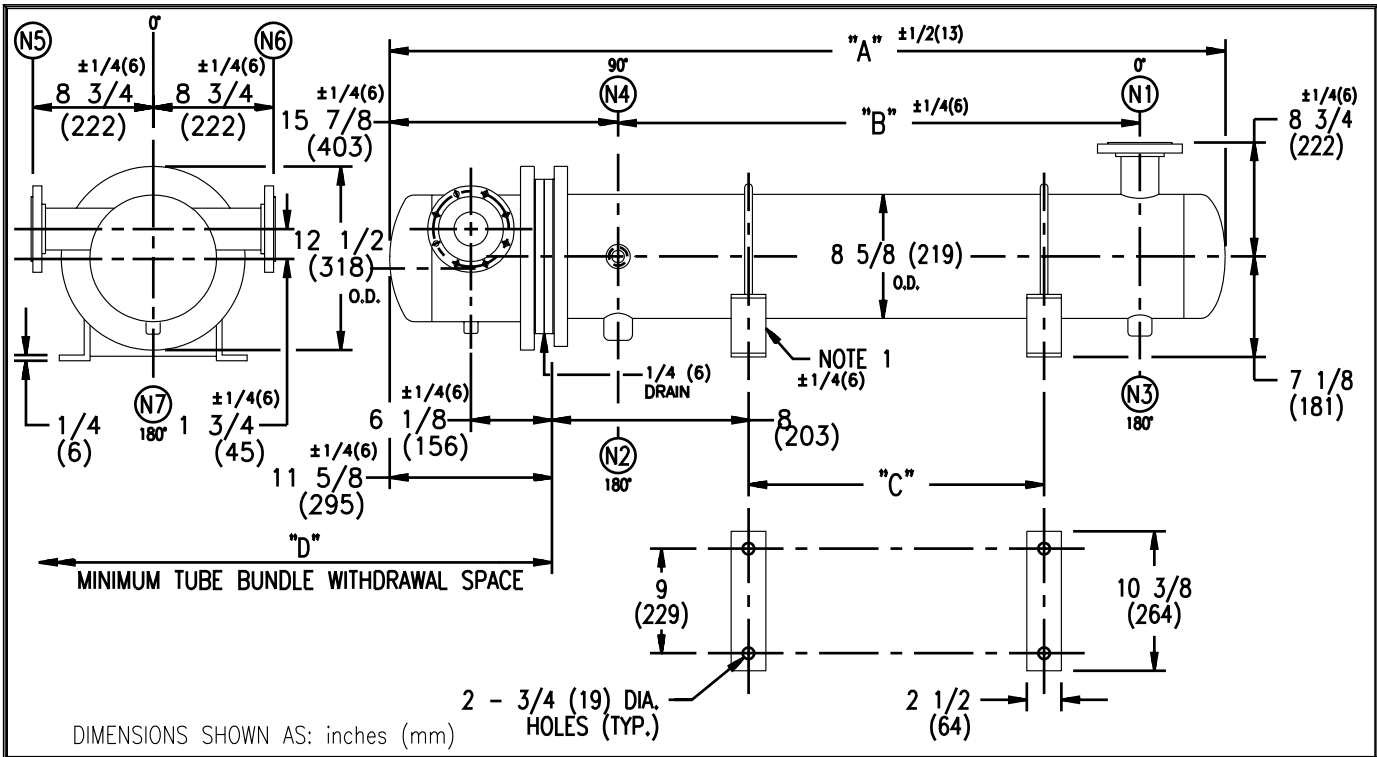 N5
0°
N6
±1/4(6)
±1/4(6)
8 3/4
(222)
8 3/4
(222)
"A" ±1/2(13)
90°
N4
0°
N1
±1/4(6)
15 7/8
(403)
"B" ±1/4(6)
±1/4(6)
8 3/4
(222)
12 1/2
(318)
O.D.
8 5/8 (219)
O.D.
NOTE 1
±1/4(6)
1/4 (6)
DRAIN
7 1/8
(181)
1/4
(6)
N7
180°
±1/4(6)
1 3/4
(45)
±1/4(6)
6 1/8
(156)
8
(203)
N2
180°
N3
180°
±1/4(6)
11 5/8
(295)
"C"
"D"
MINIMUM TUBE BUNDLE WITHDRAWAL SPACE
9
(229)
10 3/8
(264)
2 - 3/4 (19) DIA.
HOLES (TYP.)
2 1/2
(64)
DIMENSIONS SHOWN AS: inches (mm)